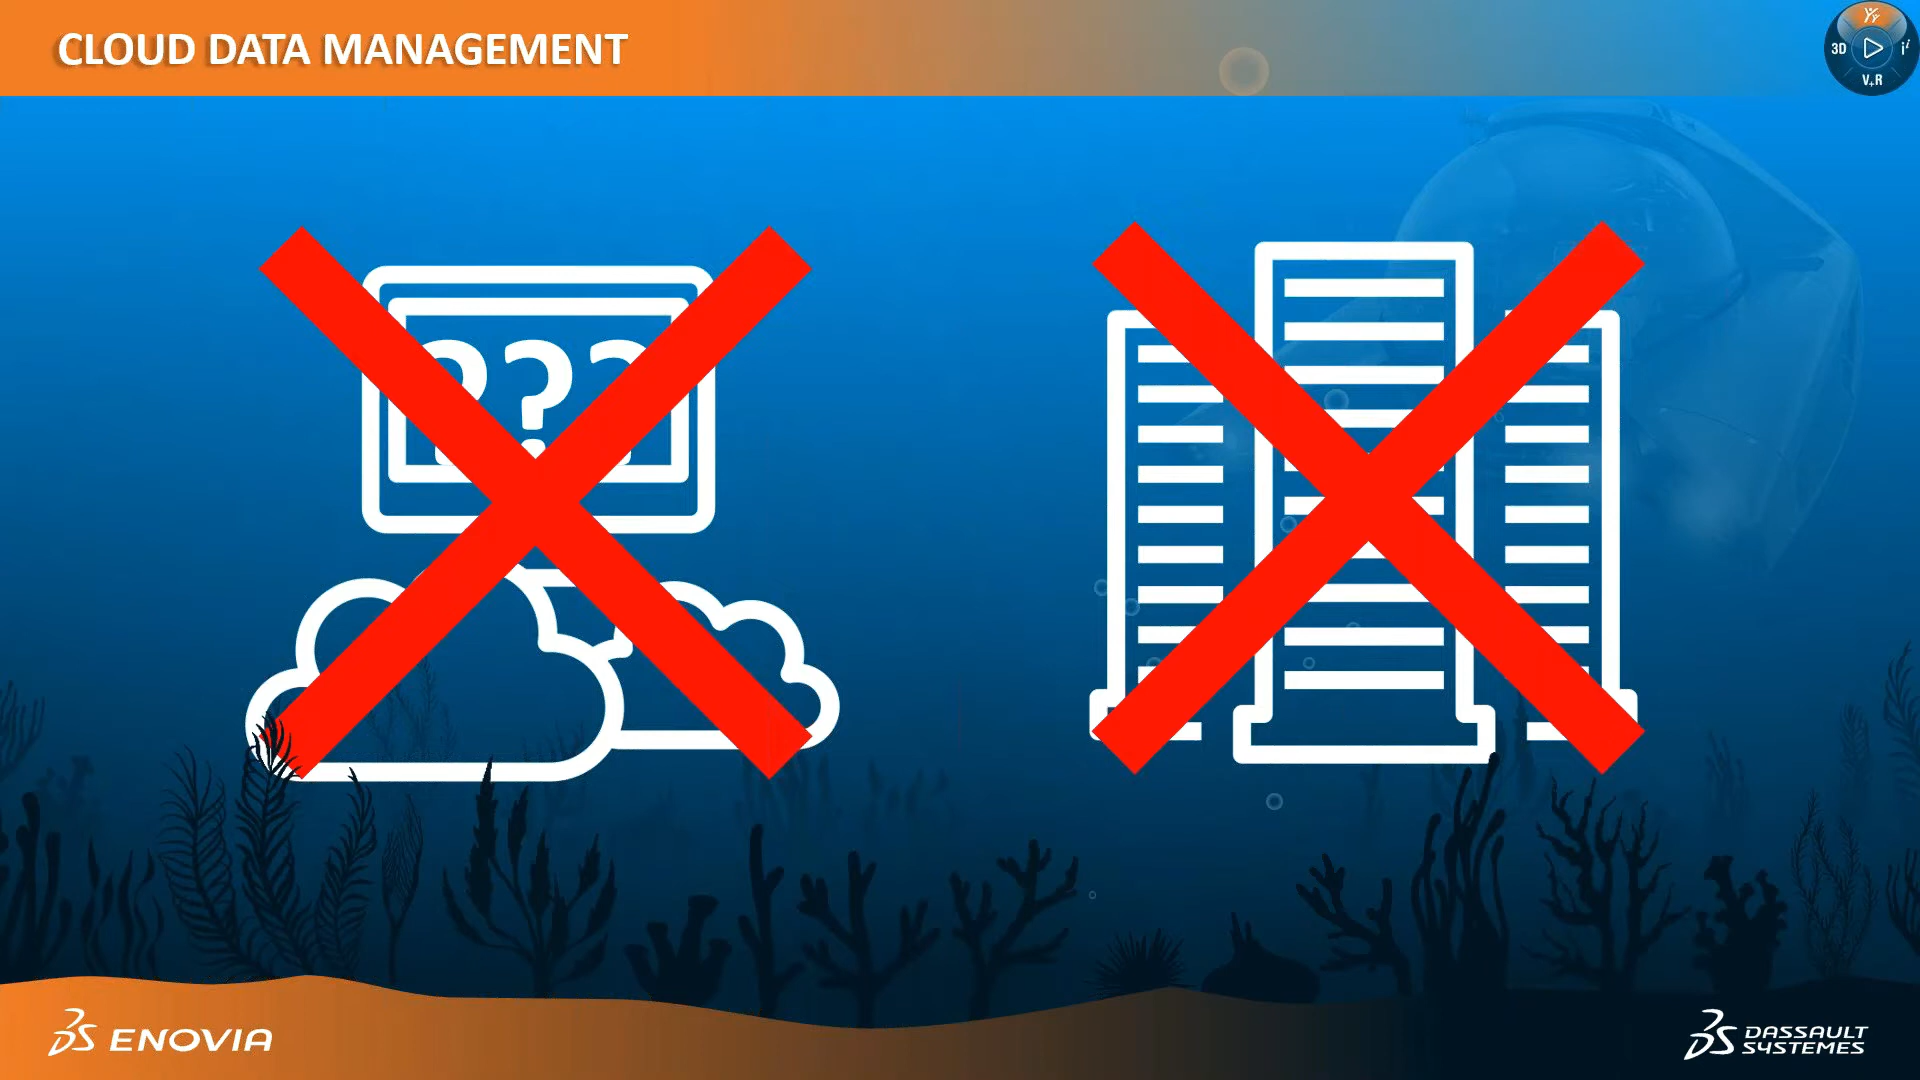 CLOUD DATA MANAGEMENT
3D
V+R
???
ENOVIA
DASSAULT
SYSTEMES